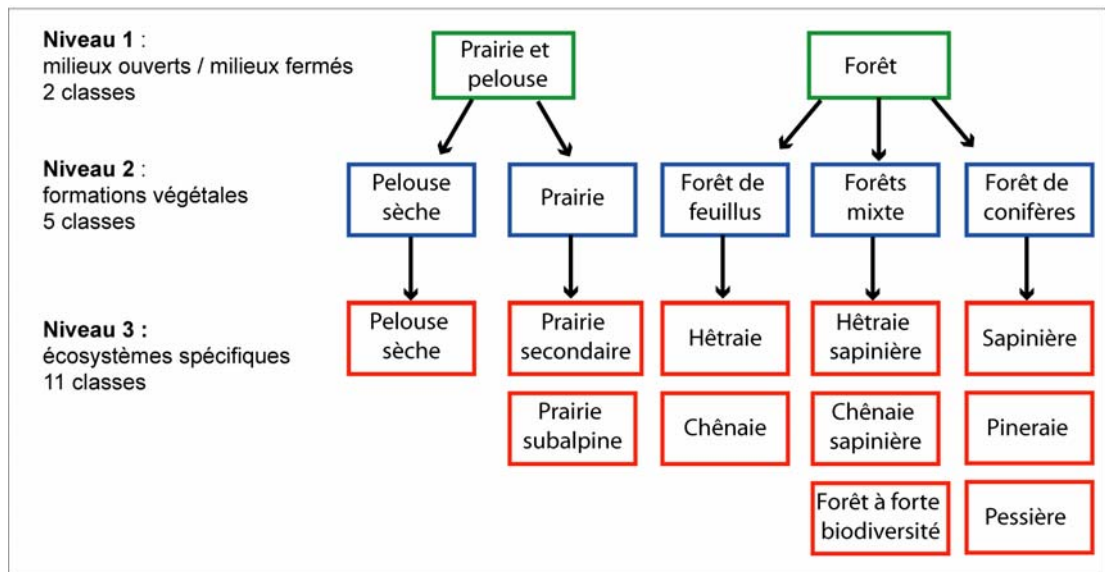 Niveau 1 :
milieux ouverts / milieux fermés
2 classes
Prairie et
pelouse
Forêt
Niveau 2 :
formations végétales
5 classes
Pelouse
sèche
Prairie
Forêt de
feuillus
Forêts
mixte
Forêt de
conifères
Niveau 3 :
écosystèmes spécifiques
11 classes
Pelouse
sèche
Prairie
secondaire
Hêtraie
Hêtraie
sapinière
Sapinière
Prairie
subalpine
Chênaie
Chênaie
sapinière
Pineraie
Forêt à forte
biodiversité
Pessière